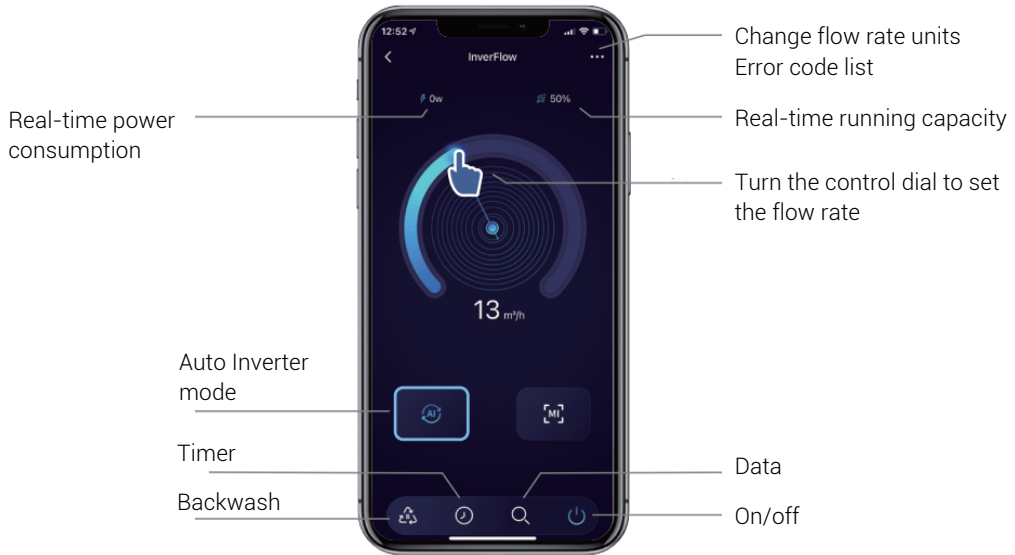 12:52
InverFlow
...
Change flow rate units
Error code list
0w
50%
Real-time power
consumption
Real-time running capacity
Turn the control dial to set
the flow rate
13 m³/h
Auto Inverter
mode
AI
MI
Timer
Data
Backwash
On/off